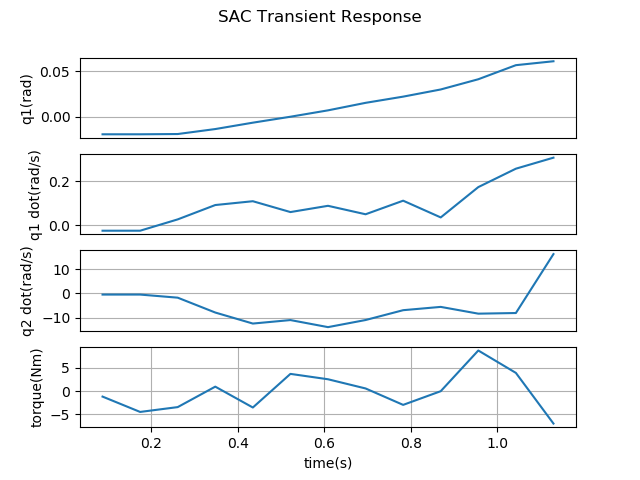 SAC Transient Response
q1(rad)
0.05
0.00
q1 dot(rad/s)
0.2
0.0
q2 dot(rad/s)
10
0
−10
torque(Nm)
5
0
−5
0.2 0.4 0.6 0.8 1.0
time(s)